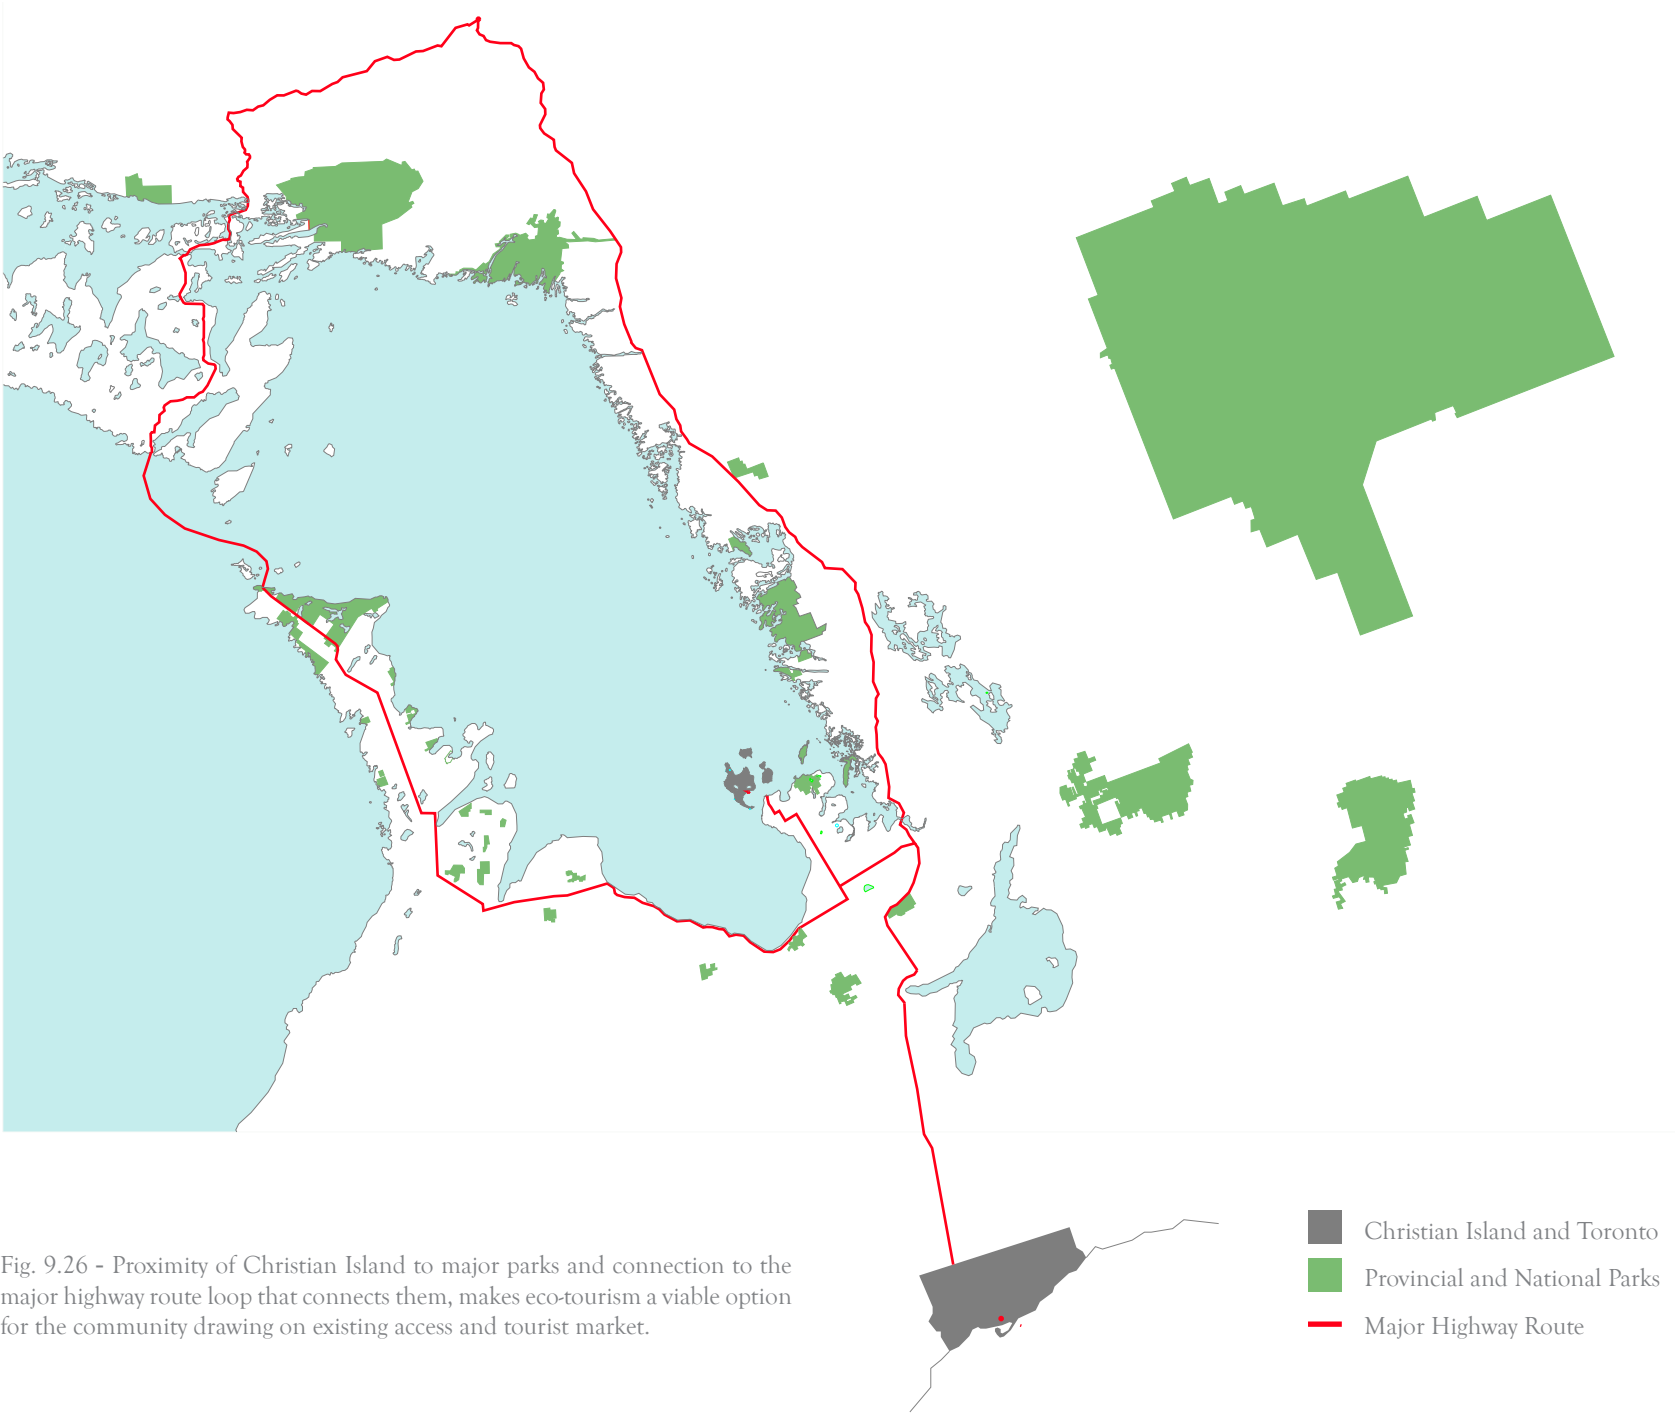 Fig. 9.26 - Proximity of Christian Island to major parks and connection to the
major highway route loop that connects them, makes eco-tourism a viable option
for the community drawing on existing access and tourist market.
Christian Island and Toronto
Provincial and National Parks
Major Highway Route